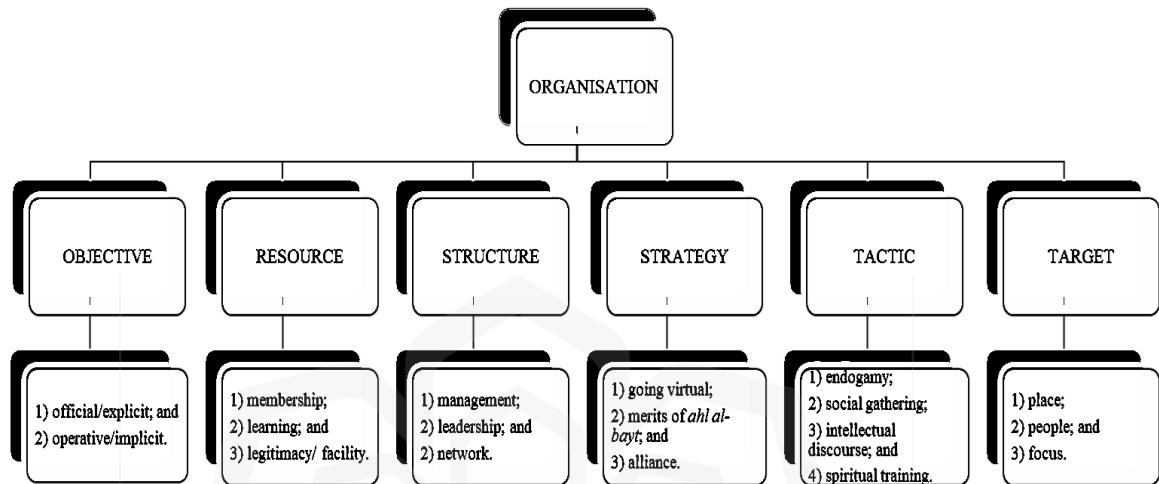 ORGANISATION
OBJECTIVE
RESOURCE
STRUCTURE
STRATEGY
TACTIC
TARGET
1) official/explicit; and
2) operative/implicit.
1) membership;
2) learning; and
3) legitimacy/ facility.
1) management;
2) leadership; and
2) network.
1) going virtual;
2) merits of ahl al-
bayt; and
3) alliance.
1) endogamy;
2) social gathering;
3) intellectual
discourse; and
4) spiritual training.
1) place;
2) people; and
3) focus.